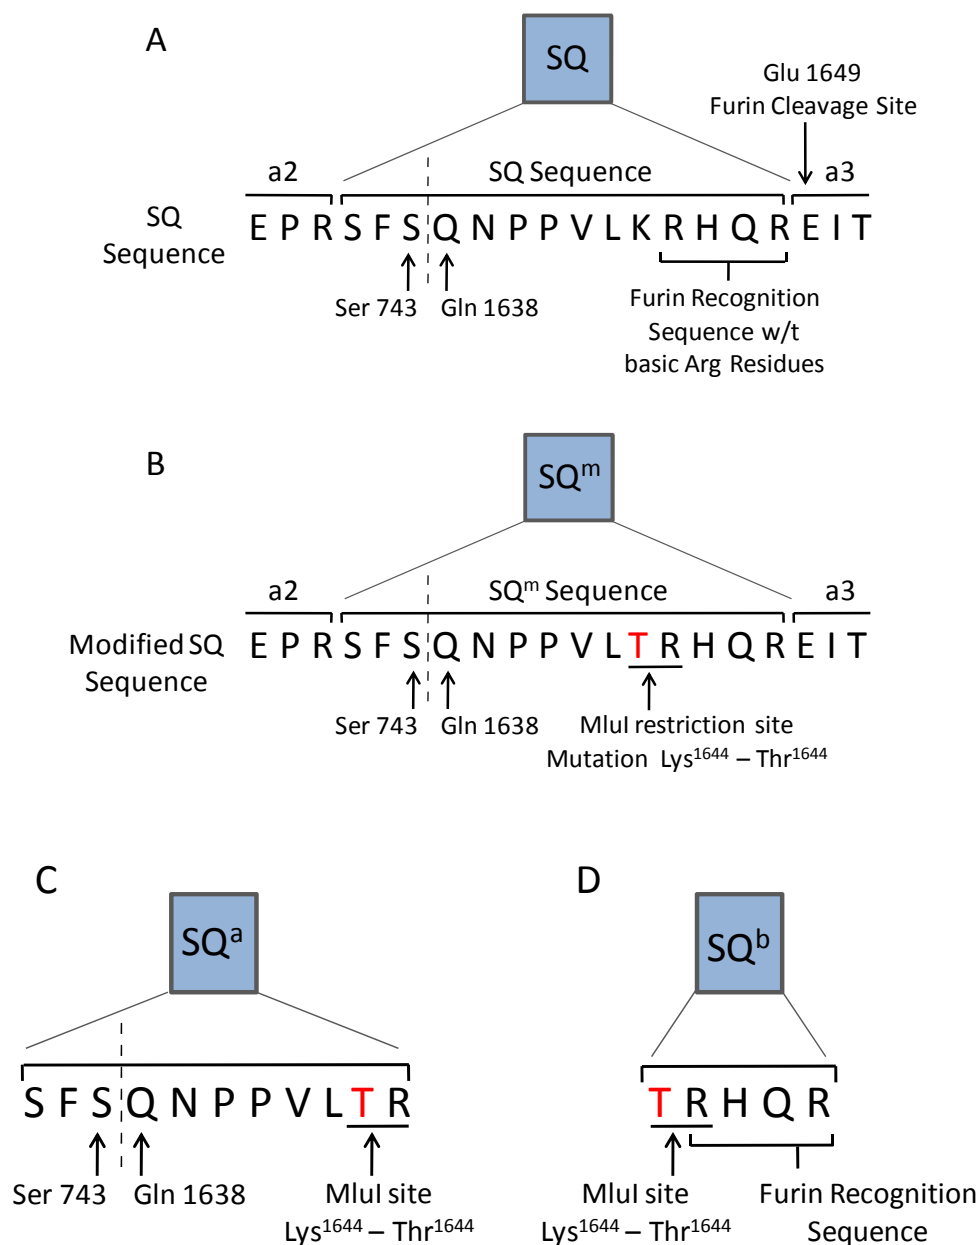 A
SQ
Glu 1649
Furin Cleavage Site
a2 SQ Sequence a3
SQ
Sequence
E P R S F S Q N P P V L K R H Q R E I T
Ser 743 Gln 1638
Furin Recognition
Sequence w/t
basic Arg Residues
B
SQᵐ
a2 SQᵐ Sequence a3
Modified SQ
Sequence
E P R S F S Q N P P V L T R H Q R E I T
Ser 743 Gln 1638
MluI restriction site
Mutation Lys¹⁶⁴⁴ – Thr¹⁶⁴⁴
C
SQᵃ
S F S Q N P P V L T R
Ser 743 Gln 1638
MluI site
Lys¹⁶⁴⁴ – Thr¹⁶⁴⁴
D
SQᵇ
T R H Q R
MluI site
Lys¹⁶⁴⁴ – Thr¹⁶⁴⁴
Furin Recognition
Sequence